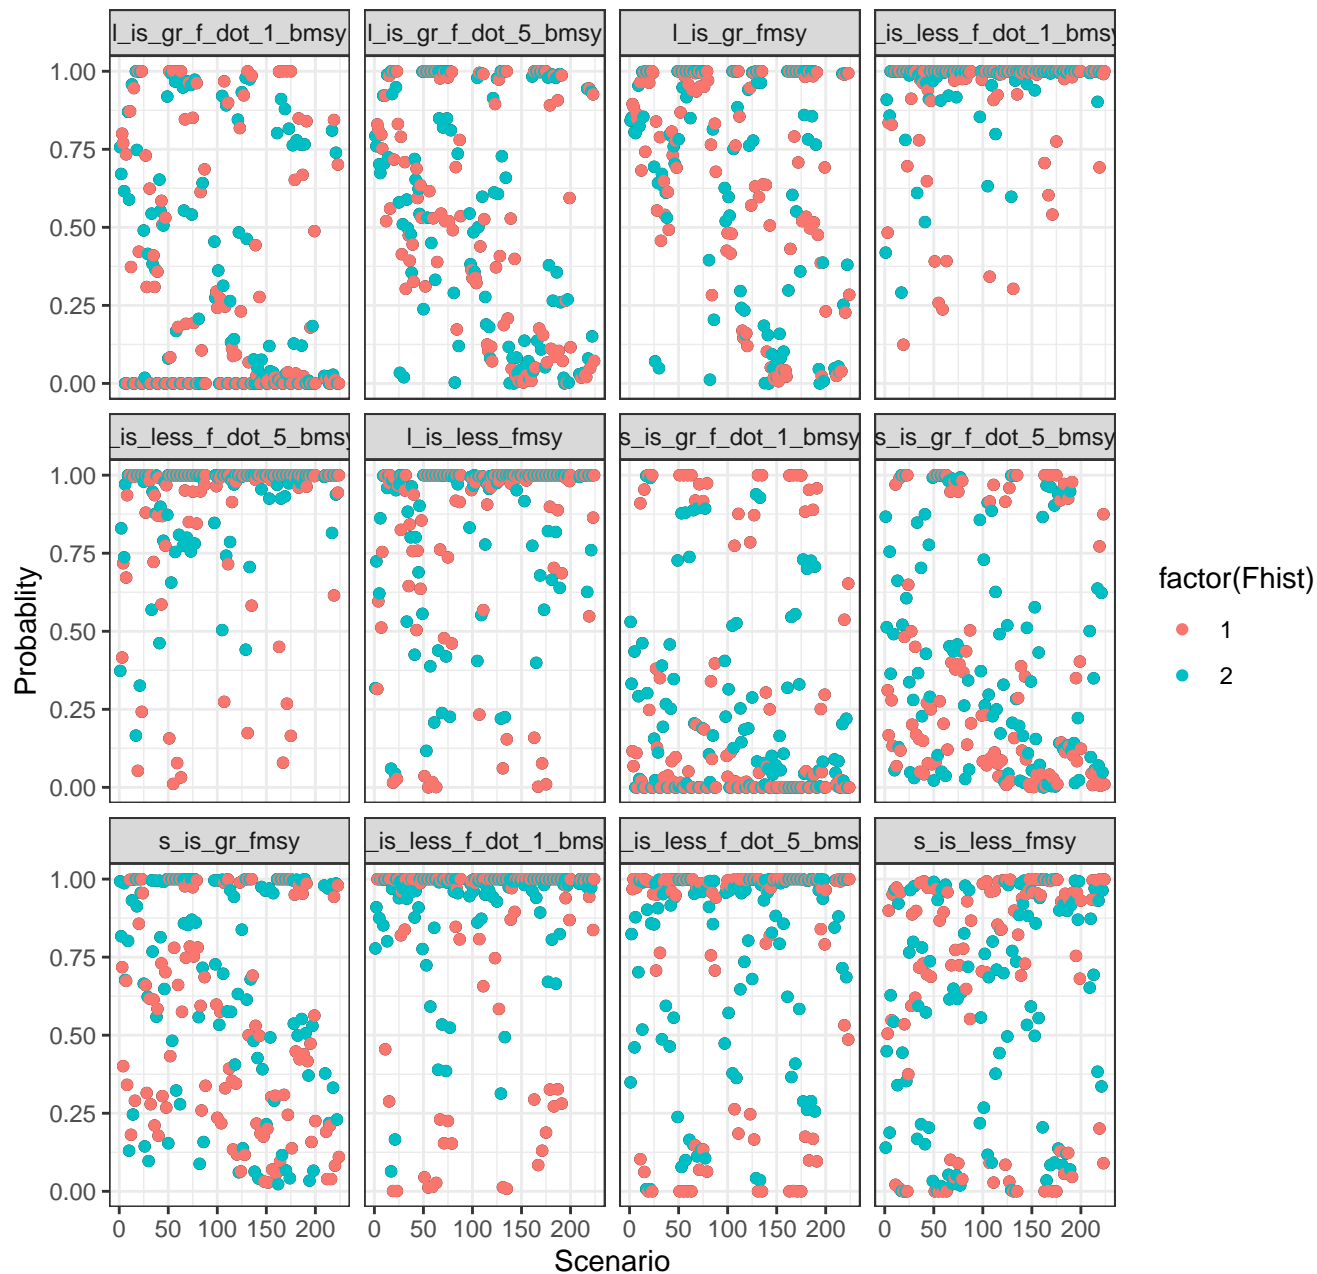 l_is_gr_f_dot_1_bmsy
l_is_gr_f_dot_5_bmsy
l_is_gr_fmsy
_is_less_f_dot_1_bmsy
1.00
0.75
0.50
0.25
0.00
_is_less_f_dot_5_bmsy
l_is_less_fmsy
s_is_gr_f_dot_1_bmsy
s_is_gr_f_dot_5_bmsy
1.00
0.75
0.50
0.25
0.00
s_is_gr_fmsy
_is_less_f_dot_1_bms
_is_less_f_dot_5_bms
s_is_less_fmsy
1.00
0.75
0.50
0.25
0.00
0 50 100 150 200
0 50 100 150 200
0 50 100 150 200
0 50 100 150 200
Scenario
Probablity
factor(Fhist)
1
2